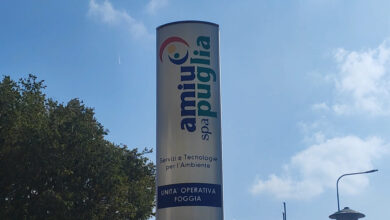 amiu puglia
spa
Servizi e Tecnologie
per l'Ambiente
UNITÀ OPERATIVA
FOGGIA